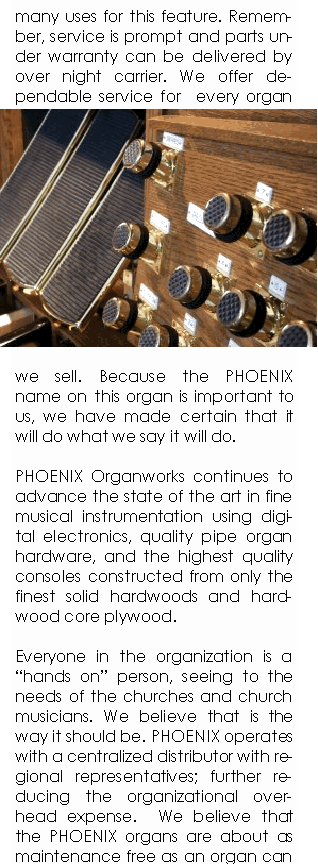 many uses for this feature. Remem-
ber, service is prompt and parts un-
der warranty can be delivered by
over night carrier. We offer de-
pendable service for every organ
we sell. Because the PHOENIX
name on this organ is important to
us, we have made certain that it
will do what we say it will do.
PHOENIX Organworks continues to
advance the state of the art in fine
musical instrumentation using digi-
tal electronics, quality pipe organ
hardware, and the highest quality
consoles constructed from only the
finest solid hardwoods and hard-
wood core plywood.
Everyone in the organization is a
“hands on” person, seeing to the
needs of the churches and church
musicians. We believe that is the
way it should be. PHOENIX operates
with a centralized distributor with re-
gional representatives; further re-
ducing the organizational over-
head expense. We believe that
the PHOENIX organs are about as
maintenance free as an organ can